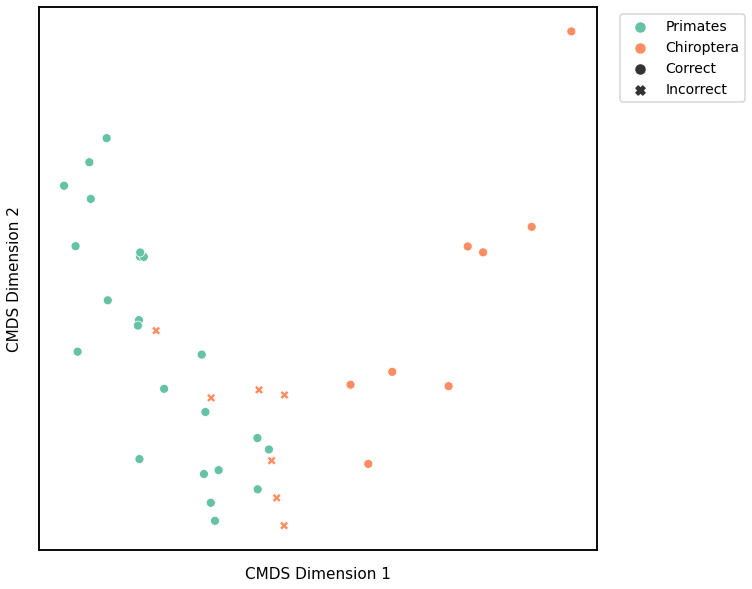 Primates
Chiroptera
Correct
Incorrect
CMDS Dimension 2
CMDS Dimension 1